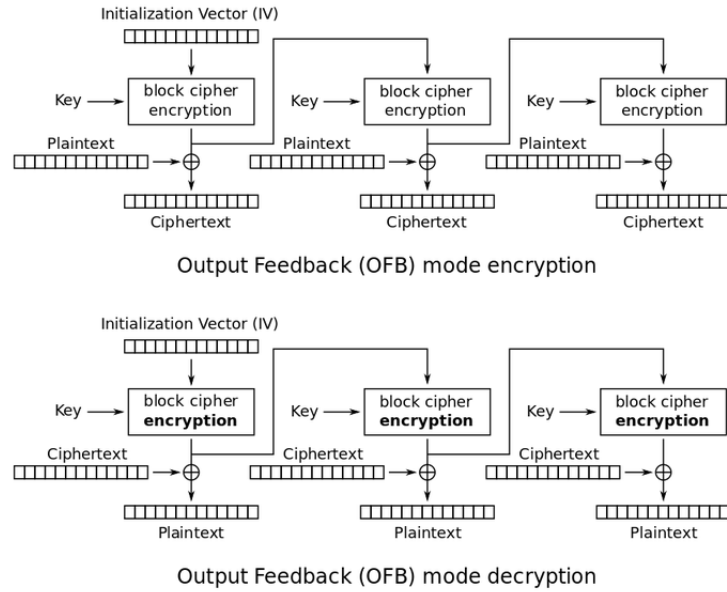 Initialization Vector (IV)
Key
block cipher
encryption
Key
block cipher
encryption
Key
block cipher
encryption
Plaintext
Plaintext
Plaintext
Ciphertext
Ciphertext
Ciphertext
Output Feedback (OFB) mode encryption
Initialization Vector (IV)
Key
block cipher
encryption
Key
block cipher
encryption
Key
block cipher
encryption
Ciphertext
Ciphertext
Ciphertext
Plaintext
Plaintext
Plaintext
Output Feedback (OFB) mode decryption